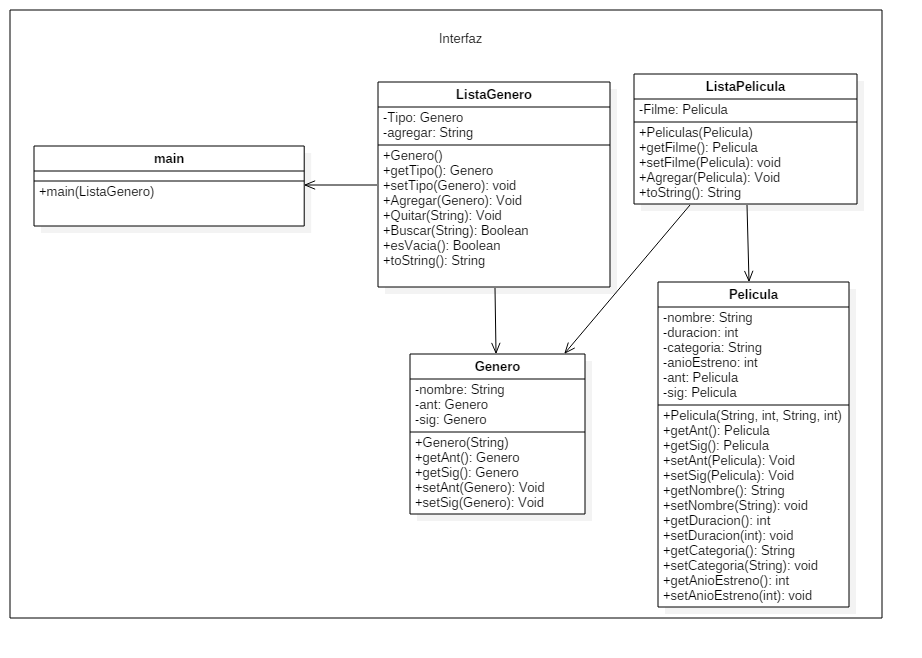 Interfaz
main
+main(ListaGenero)
ListaGenero
-Tipo: Genero
-agregar: String
+Genero()
+getTipo(): Genero
+setTipo(Genero): void
+Agregar(Genero): Void
+Quitar(String): Void
+Buscar(String): Boolean
+esVacia(): Boolean
+toString(): String
ListaPelicula
-Filme: Pelicula
+Peliculas(Pelicula)
+getFilme(): Pelicula
+setFilme(Pelicula): void
+Agregar(Pelicula): Void
+toString(): String
Genero
-nombre: String
-ant: Genero
-sig: Genero
+Genero(String)
+getAnt(): Genero
+getSig(): Genero
+setAnt(Genero): Void
+setSig(Genero): Void
Pelicula
-nombre: String
-duracion: int
-categoria: String
-anioEstreno: int
-ant: Pelicula
-sig: Pelicula
+Pelicula(String, int, String, int)
+getAnt(): Pelicula
+getSig(): Pelicula
+setAnt(Pelicula): Void
+setSig(Pelicula): Void
+getNombre(): String
+setNombre(String): void
+getDuracion(): int
+setDuracion(int): void
+getCategoria(): String
+setCategoria(String): void
+getAnioEstreno(): int
+setAnioEstreno(int): void